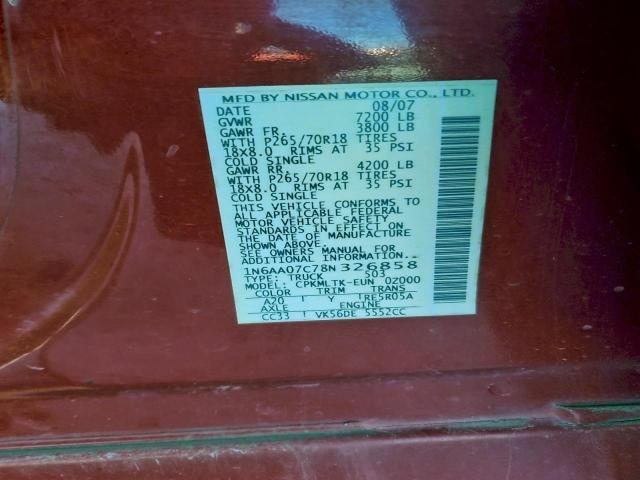 MFD BY NISSAN MOTOR CO., LTD.
DATE 08/07
GVWR 7200 LB
GAWR FR. 3800 LB
WITH P265/70R18 TIRES
18X8.0 RIMS AT 35 PSI
COLD SINGLE
GAWR RR. 4200 LB
WITH P265/70R18 TIRES
18X8.0 RIMS AT 35 PSI
COLD SINGLE
THIS VEHICLE CONFORMS TO
ALL APPLICABLE FEDERAL
MOTOR VEHICLE SAFETY
STANDARDS IN EFFECT ON
THE DATE OF MANUFACTURE
SHOWN ABOVE.
SEE OWNERS MANUAL FOR
ADDITIONAL INFORMATION.
1N6AA07C78N326858
TYPE: TRUCK S03
MODEL: CPKMLTK-EUN 0Z000
COLOR TRIM TRANS
A20 Y RE5R05A
AXLE ENGINE
CC33 VK56DE 5552CC